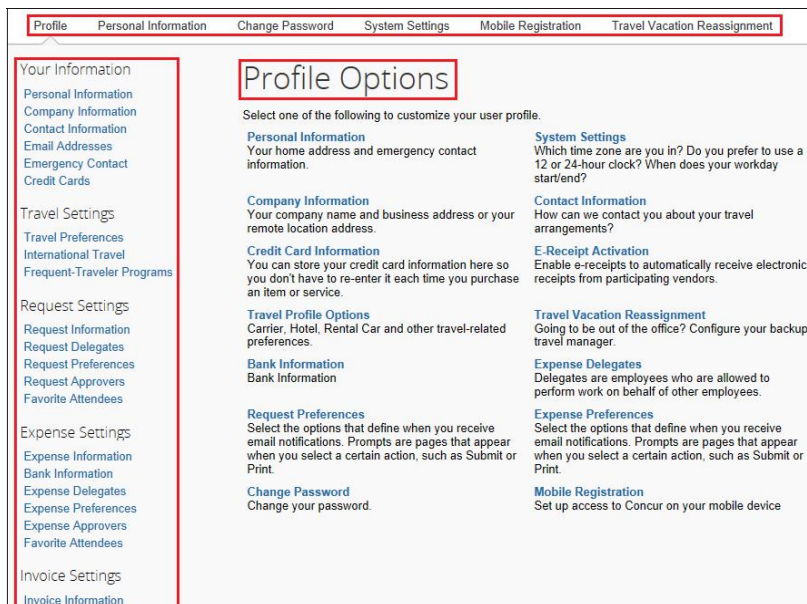 Profile Personal Information Change Password System Settings Mobile Registration Travel Vacation Reassignment
Your Information
Personal Information
Company Information
Contact Information
Email Addresses
Emergency Contact
Credit Cards
Travel Settings
Travel Preferences
International Travel
Frequent-Traveler Programs
Request Settings
Request Information
Request Delegates
Request Preferences
Request Approvers
Favorite Attendees
Expense Settings
Expense Information
Bank Information
Expense Delegates
Expense Preferences
Expense Approvers
Favorite Attendees
Invoice Settings
Invoice Information
Profile Options
Select one of the following to customize your user profile.
Personal Information
Your home address and emergency contact
information.
System Settings
Which time zone are you in? Do you prefer to use a
12 or 24-hour clock? When does your workday
start/end?
Company Information
Your company name and business address or your
remote location address.
Contact Information
How can we contact you about your travel
arrangements?
Credit Card Information
You can store your credit card information here so
you don't have to re-enter it each time you purchase
an item or service.
E-Receipt Activation
Enable e-receipts to automatically receive electronic
receipts from participating vendors.
Travel Profile Options
Carrier, Hotel, Rental Car and other travel-related
preferences.
Travel Vacation Reassignment
Going to be out of the office? Configure your backup
travel manager.
Bank Information
Bank Information
Expense Delegates
Delegates are employees who are allowed to
perform work on behalf of other employees.
Request Preferences
Select the options that define when you receive
email notifications. Prompts are pages that appear
when you select a certain action, such as Submit or
Print.
Expense Preferences
Select the options that define when you receive
email notifications. Prompts are pages that appear
when you select a certain action, such as Submit or
Print.
Change Password
Change your password.
Mobile Registration
Set up access to Concur on your mobile device